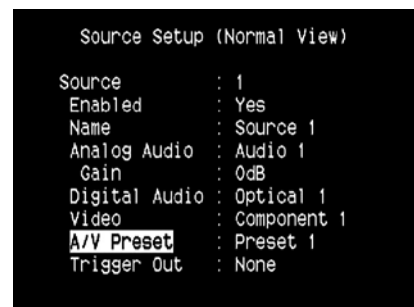 Source Setup (Normal View)
Source : 1
Enabled : Yes
Name : Source 1
Analog Audio : Audio 1
Gain : 0dB
Digital Audio : Optical 1
Video : Component 1
A/V Preset : Preset 1
Trigger Out : None